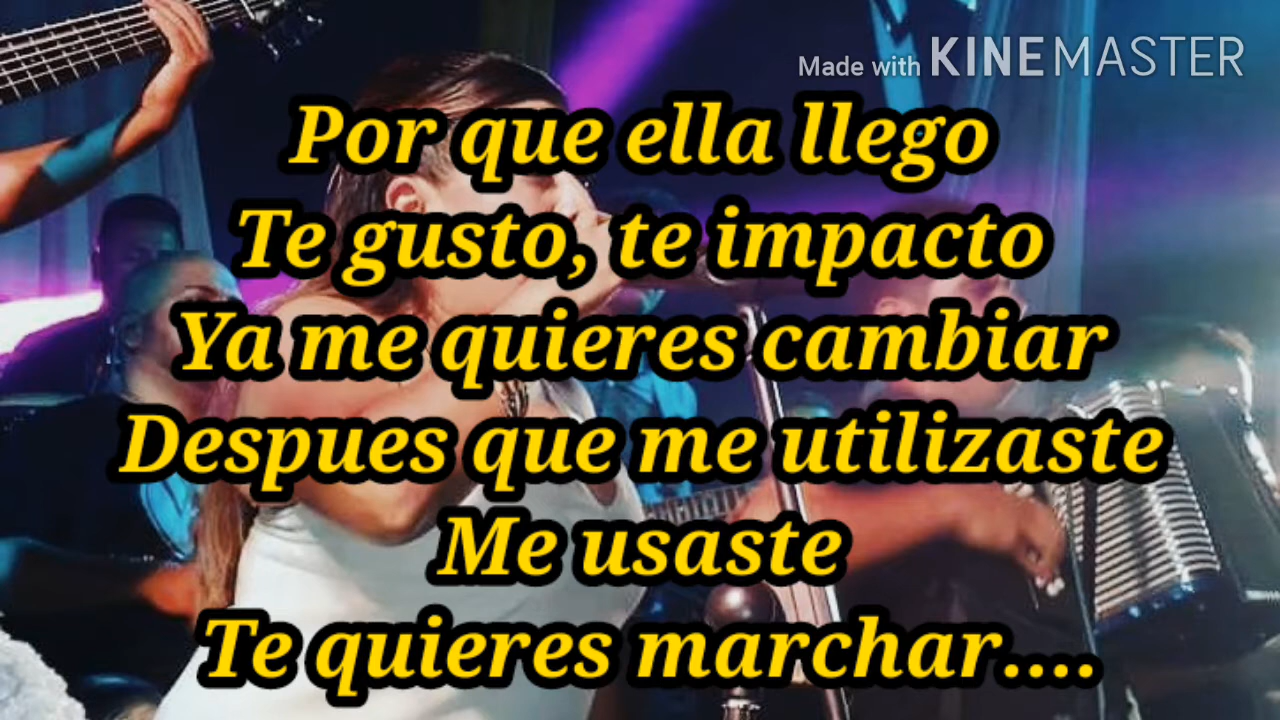 Made with KINEMASTER
Por que ella llego
Te gusto, te impacto
Ya me quieres cambiar
Despues que me utilizaste
Me usaste
Te quieres marchar....